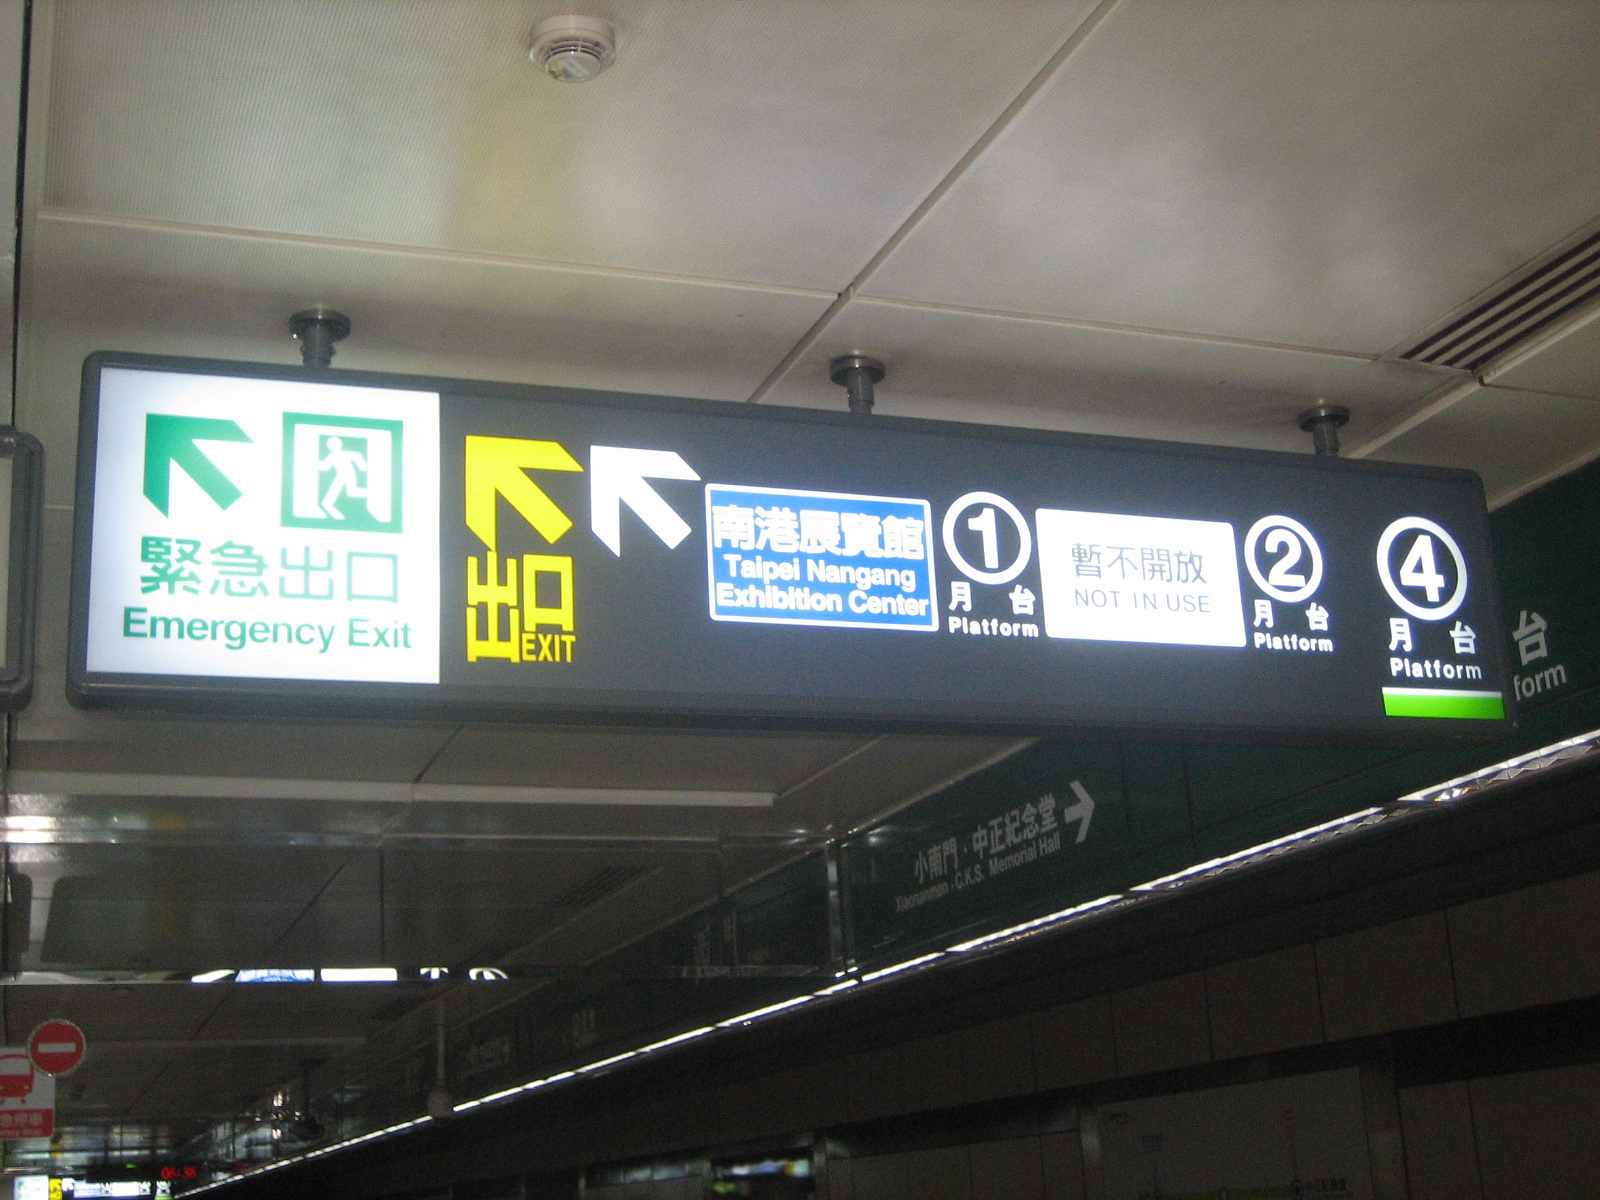 緊急出口
Emergency Exit
出口
EXIT
南港展覽館
Taipei Nangang
Exhibition Center
1
月台
Platform
暫不開放
NOT IN USE
2
月台
Platform
4
月台
Platform
台
form
小南門．中正紀念堂
Xiaonanmen．C.K.S. Memorial Hall